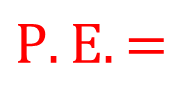 P. E. =